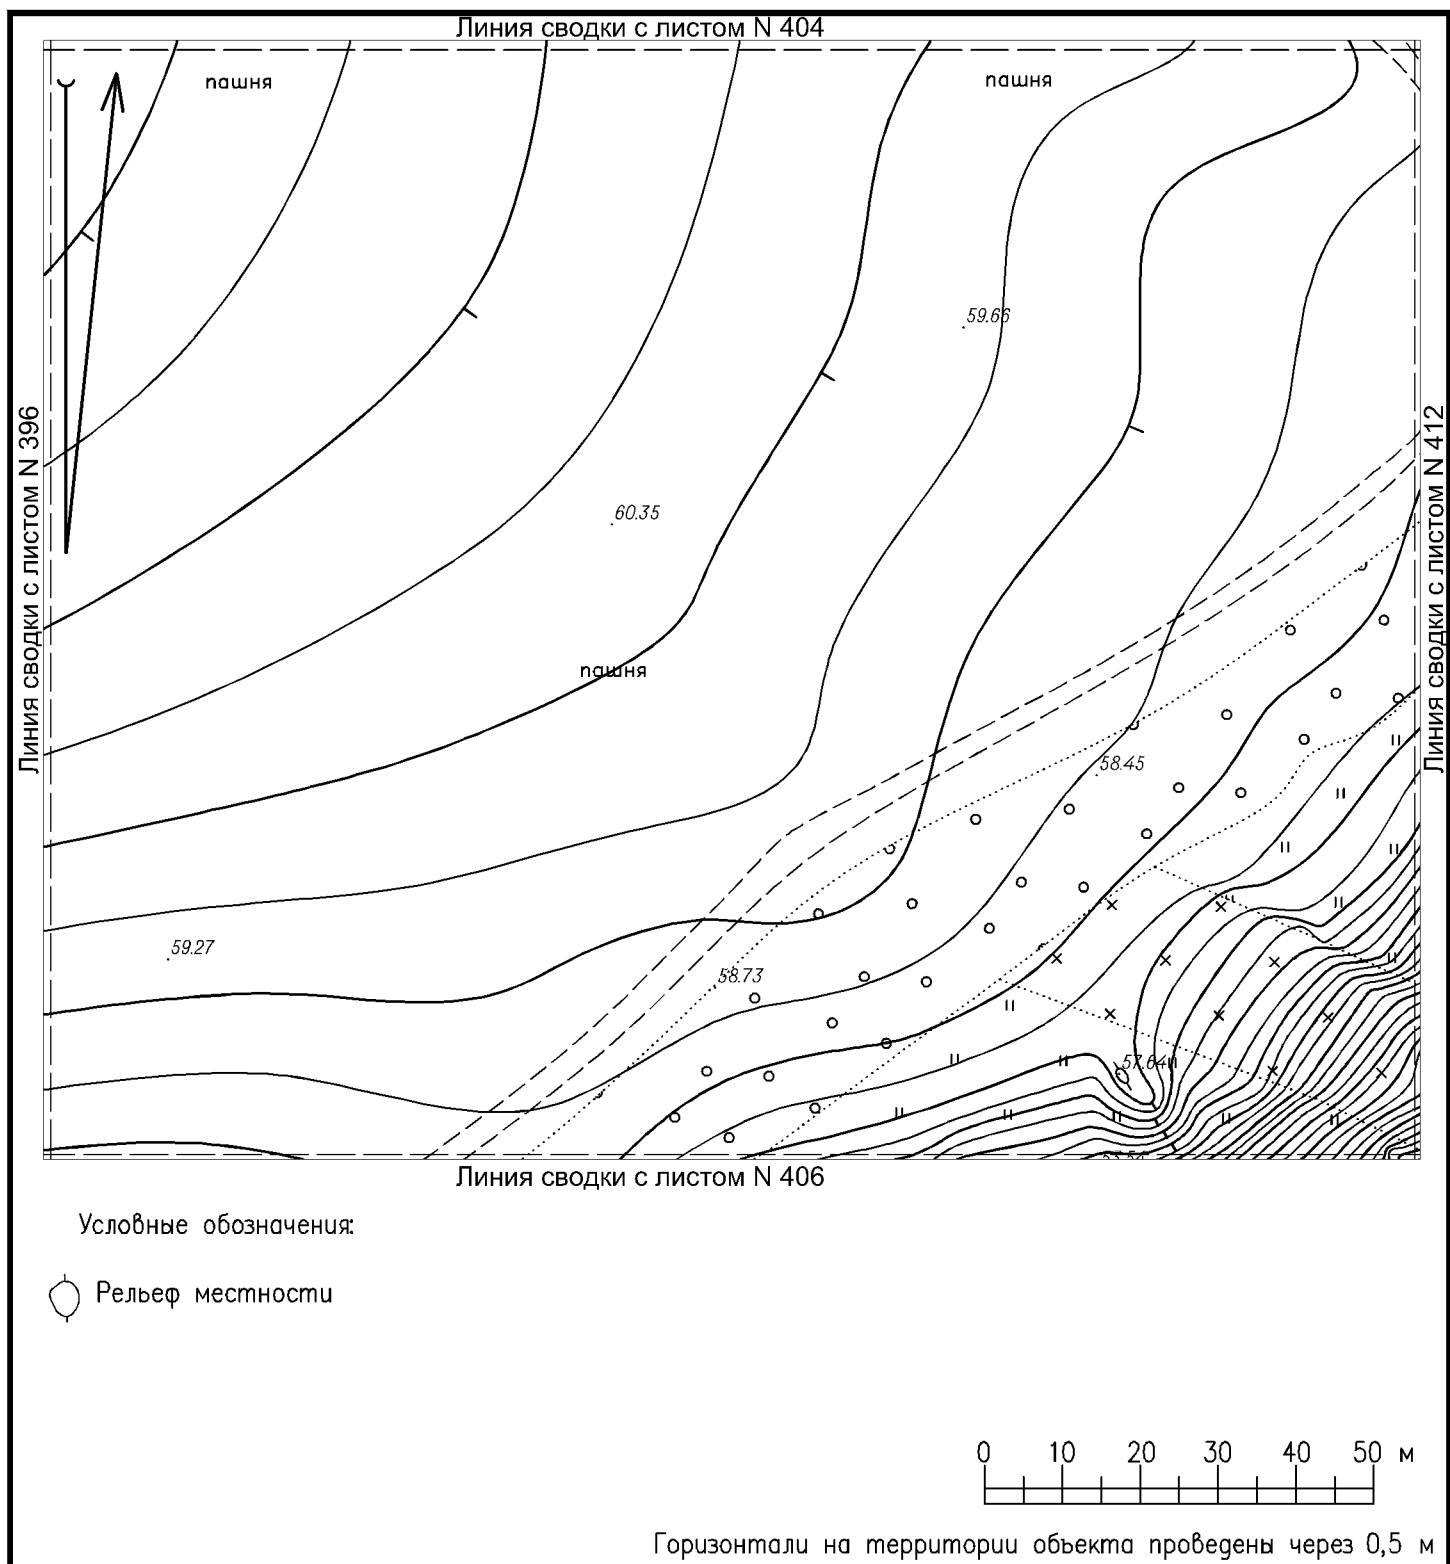 Линия сводки с листом N 404
пашня
пашня
59.66
Линия сводки с листом N 396
Линия сводки с листом N 412
60.35
пашня
58.45
59.27
58.73
57.64
Линия сводки с листом N 406
Условные обозначения:
Рельеф местности
0 10 20 30 40 50 м
Горизонтали на территории объекта проведены через 0,5 м